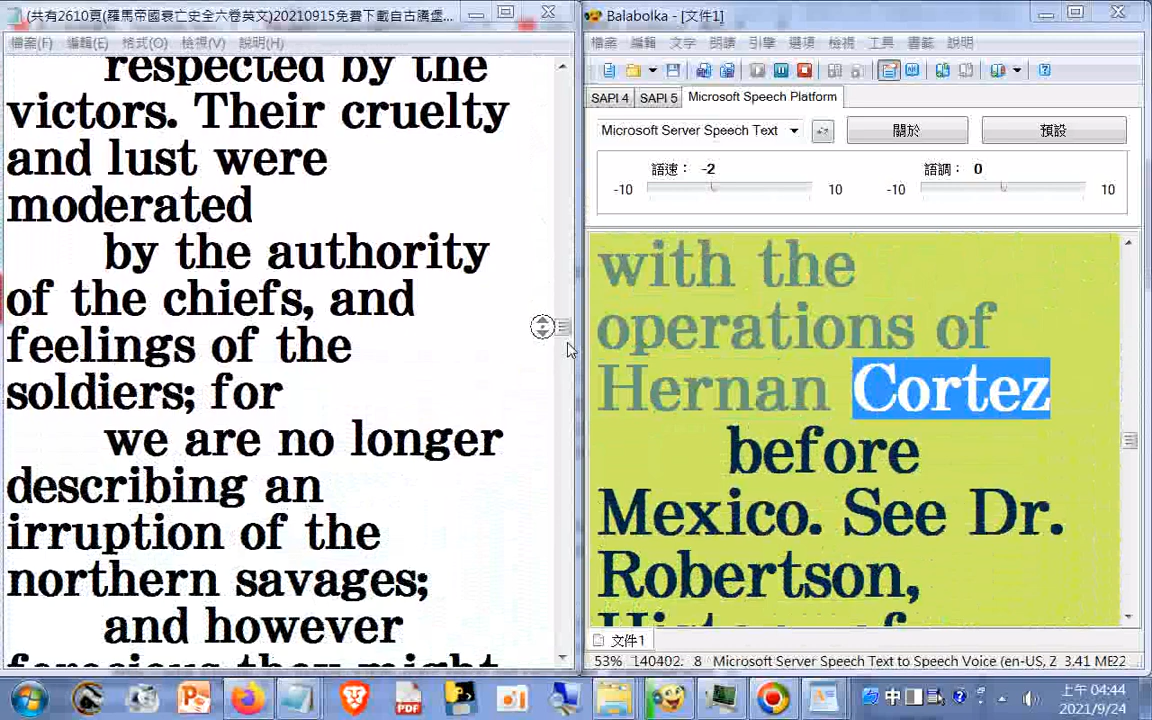 (共有2610頁(羅馬帝國衰亡史全六卷英文)20210915免費下載自古騰堡...
檔案(F) 編輯(E) 格式(O) 檢視(V) 說明(H)
respected by the
victors. Their cruelty
and lust were
moderated
by the authority
of the chiefs, and
feelings of the
soldiers; for
we are no longer
describing an
irruption of the
northern savages;
and however
ferocious they might
Balabolka - [文件1]
檔案 編輯 文字 朗讀 引擎 選項 檢視 工具 書籤 說明
SAPI 4 SAPI 5 Microsoft Speech Platform
Microsoft Server Speech Text 關於 預設
語速： -2 語調： 0
-10 10 -10 10
with the
operations of
Hernan Cortez
before
Mexico. See Dr.
Robertson,
History of
文件1
53% 140402: 8 Microsoft Server Speech Text to Speech Voice (en-US, Z 3.41 ME22
中
上午 04:44
2021/9/24